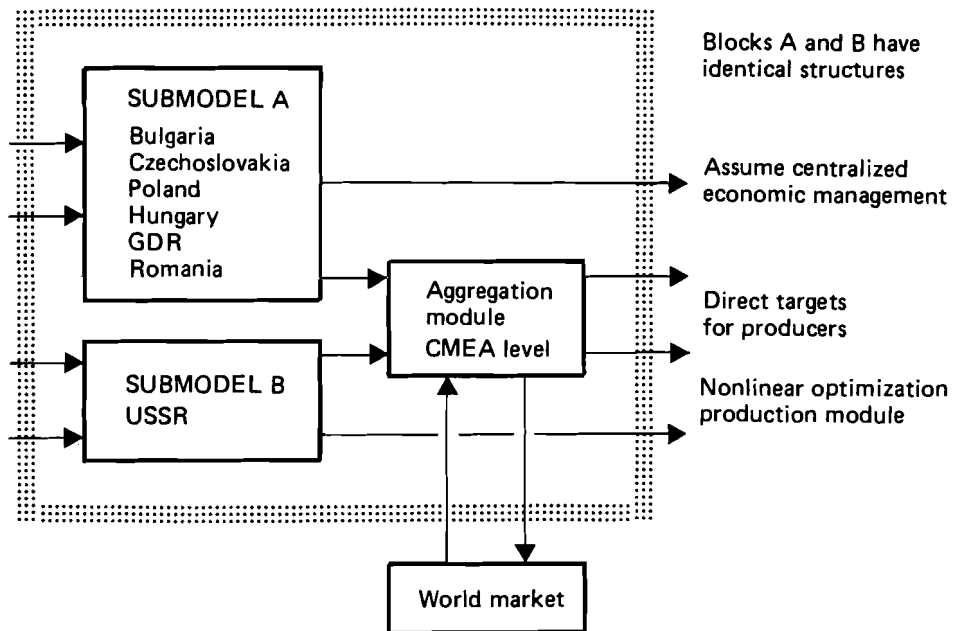 SUBMODEL A
Bulgaria
Czechoslovakia
Poland
Hungary
GDR
Romania
SUBMODEL B
USSR
Aggregation
module
CMEA level
World market
Blocks A and B have
identical structures
Assume centralized
economic management
Direct targets
for producers
Nonlinear optimization
production module